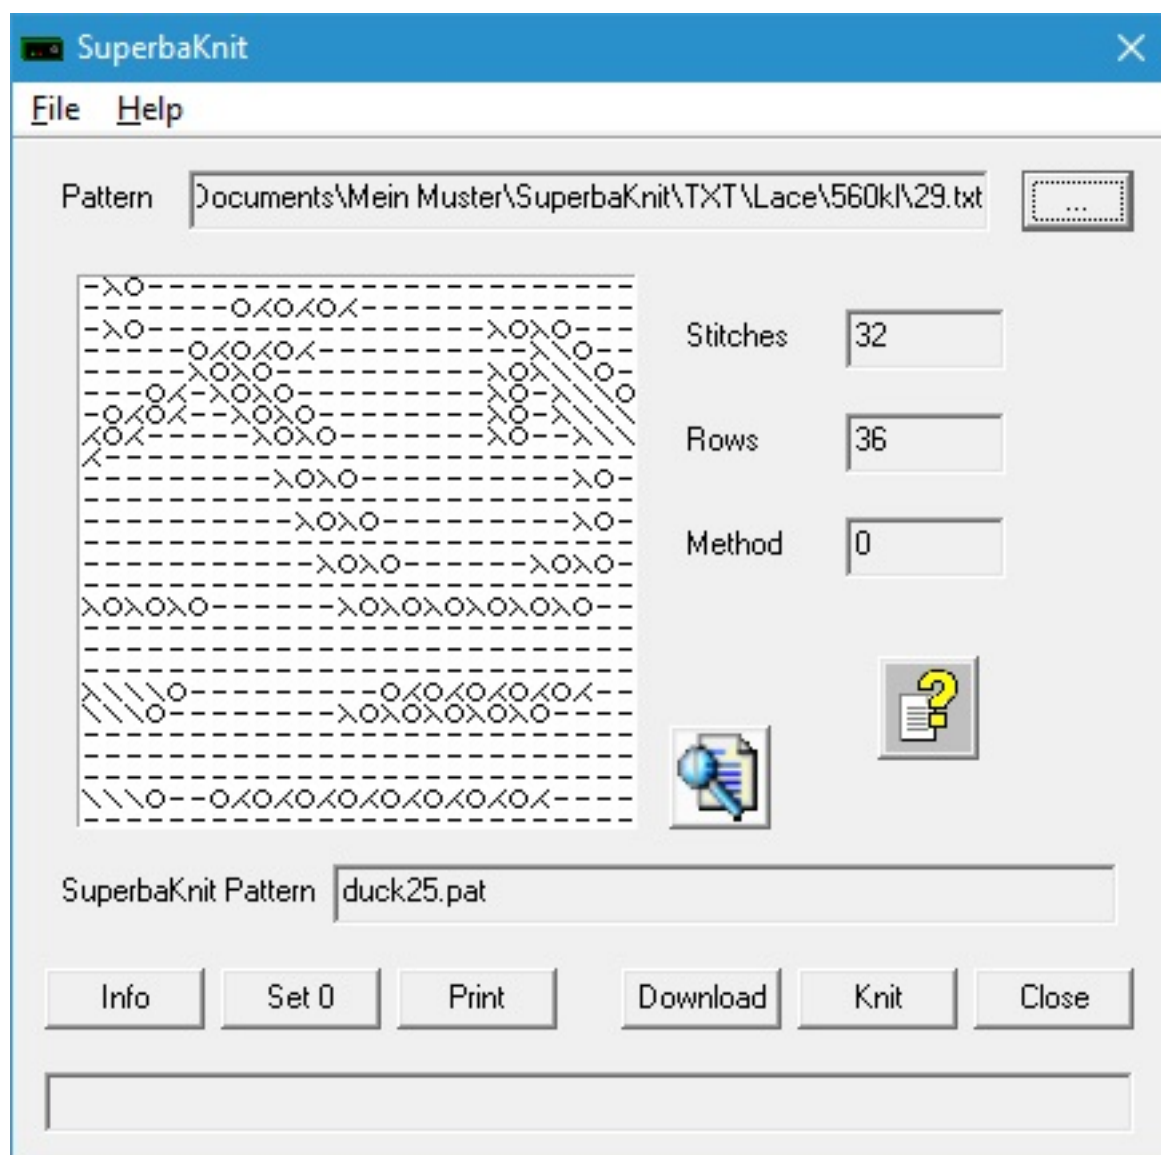 SuperbaKnit
File Help
Pattern Documents\Mein Muster\SuperbaKnit\TXT\Lace\560kl\29.txt ...
Stitches 32
Rows 36
Method 0
SuperbaKnit Pattern duck25.pat
Info Set 0 Print Download Knit Close